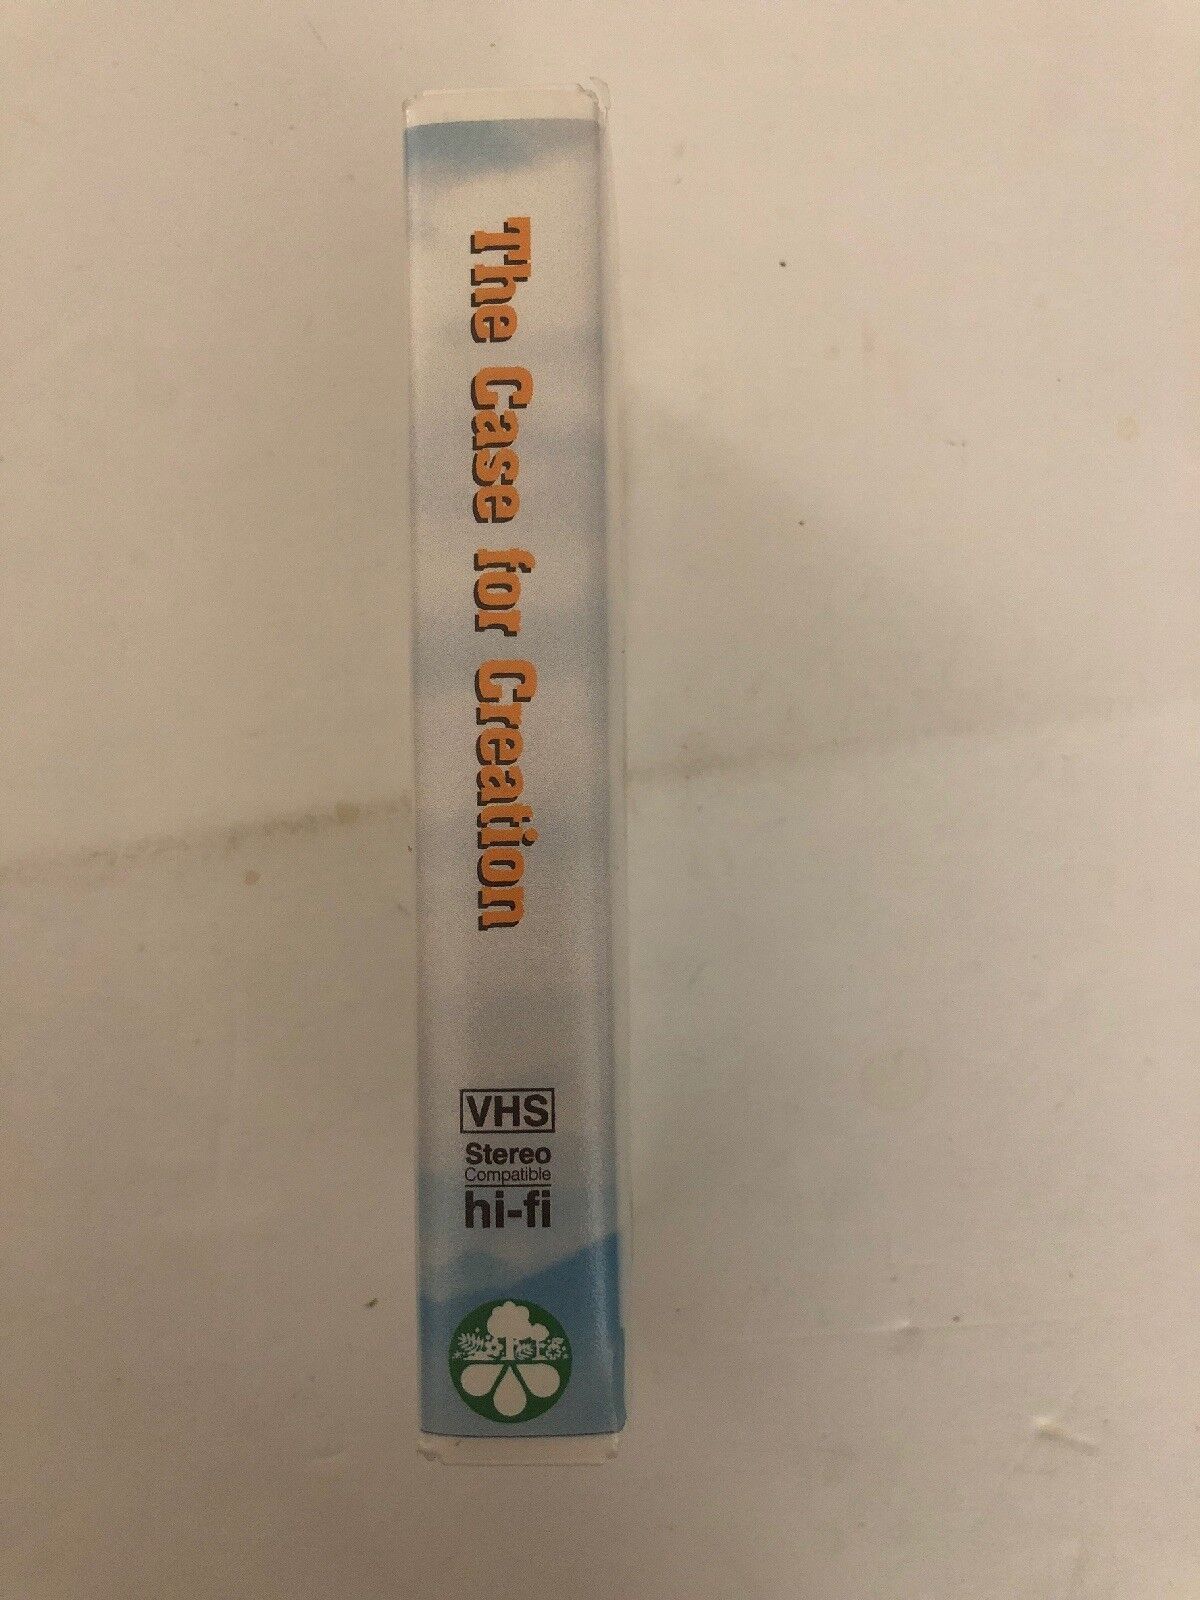 The Case for Creation
VHS
Stereo
Compatible
hi-fi